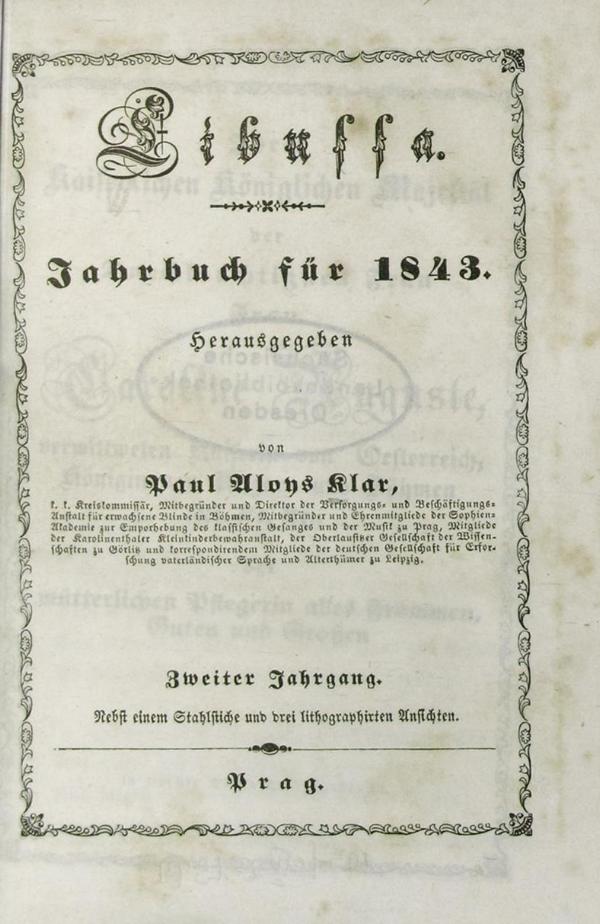 Libussa.
Jahrbuch für 1843.
Herausgegeben
von
Paul Aloys Klar,
k. k. Kreiskommissär, Mitbegründer und Direktor der Versorgungs- und Beschäftigungs-
Anstalt für erwachsene Blinde in Böhmen, Mitbegründer und Ehrenmitgliede der Sophien-
Akademie zur Emporhebung des klassischen Gesanges und der Musik zu Prag, Mitgliede
der Karolinenthaler Kleinkinderbewahranstalt, der Oberlausitzer Gesellschaft der Wissen-
schaften zu Görlitz und korrespondirendem Mitgliede der deutschen Gesellschaft für Erfor-
schung vaterländischer Sprache und Alterthümer zu Leipzig.
Zweiter Jahrgang.
Nebst einem Stahlstiche und drei lithographirten Ansichten.
Prag.